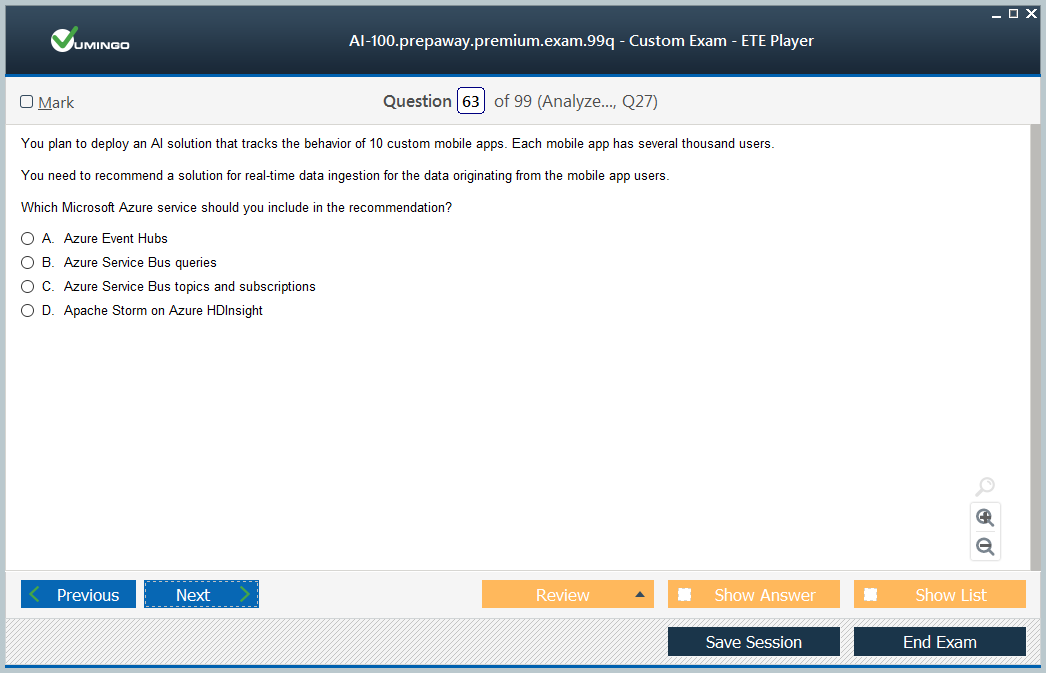 VUMINGO
AI-100.prepaway.premium.exam.99q - Custom Exam - ETE Player
Mark
Question 63 of 99 (Analyze..., Q27)
You plan to deploy an AI solution that tracks the behavior of 10 custom mobile apps. Each mobile app has several thousand users.
You need to recommend a solution for real-time data ingestion for the data originating from the mobile app users.
Which Microsoft Azure service should you include in the recommendation?
A. Azure Event Hubs
B. Azure Service Bus queries
C. Azure Service Bus topics and subscriptions
D. Apache Storm on Azure HDInsight
Previous Next Review Show Answer Show List
Save Session End Exam